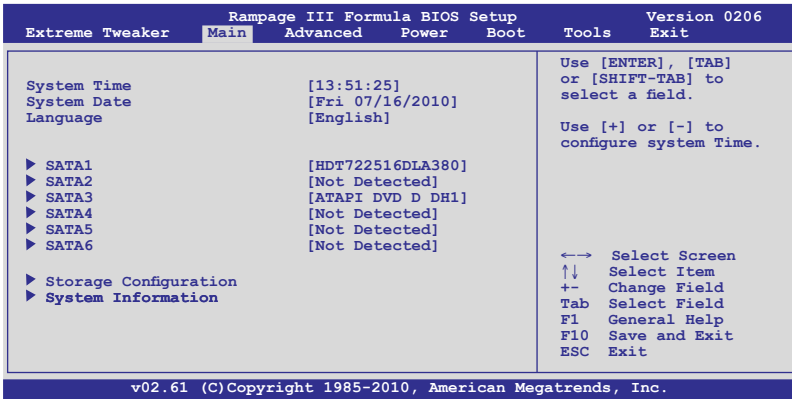 Rampage III Formula BIOS Setup Version 0206
Extreme Tweaker Main Advanced Power Boot Tools Exit
System Time [13:51:25]
System Date [Fri 07/16/2010]
Language [English]
SATA1 [HDT722516DLA380]
SATA2 [Not Detected]
SATA3 [ATAPI DVD D DH1]
SATA4 [Not Detected]
SATA5 [Not Detected]
SATA6 [Not Detected]
Storage Configuration
System Information
Use [ENTER], [TAB]
or [SHIFT-TAB] to
select a field.
Use [+] or [-] to
configure system Time.
←→ Select Screen
↑↓ Select Item
+- Change Field
Tab Select Field
F1 General Help
F10 Save and Exit
ESC Exit
v02.61 (C)Copyright 1985-2010, American Megatrends, Inc.